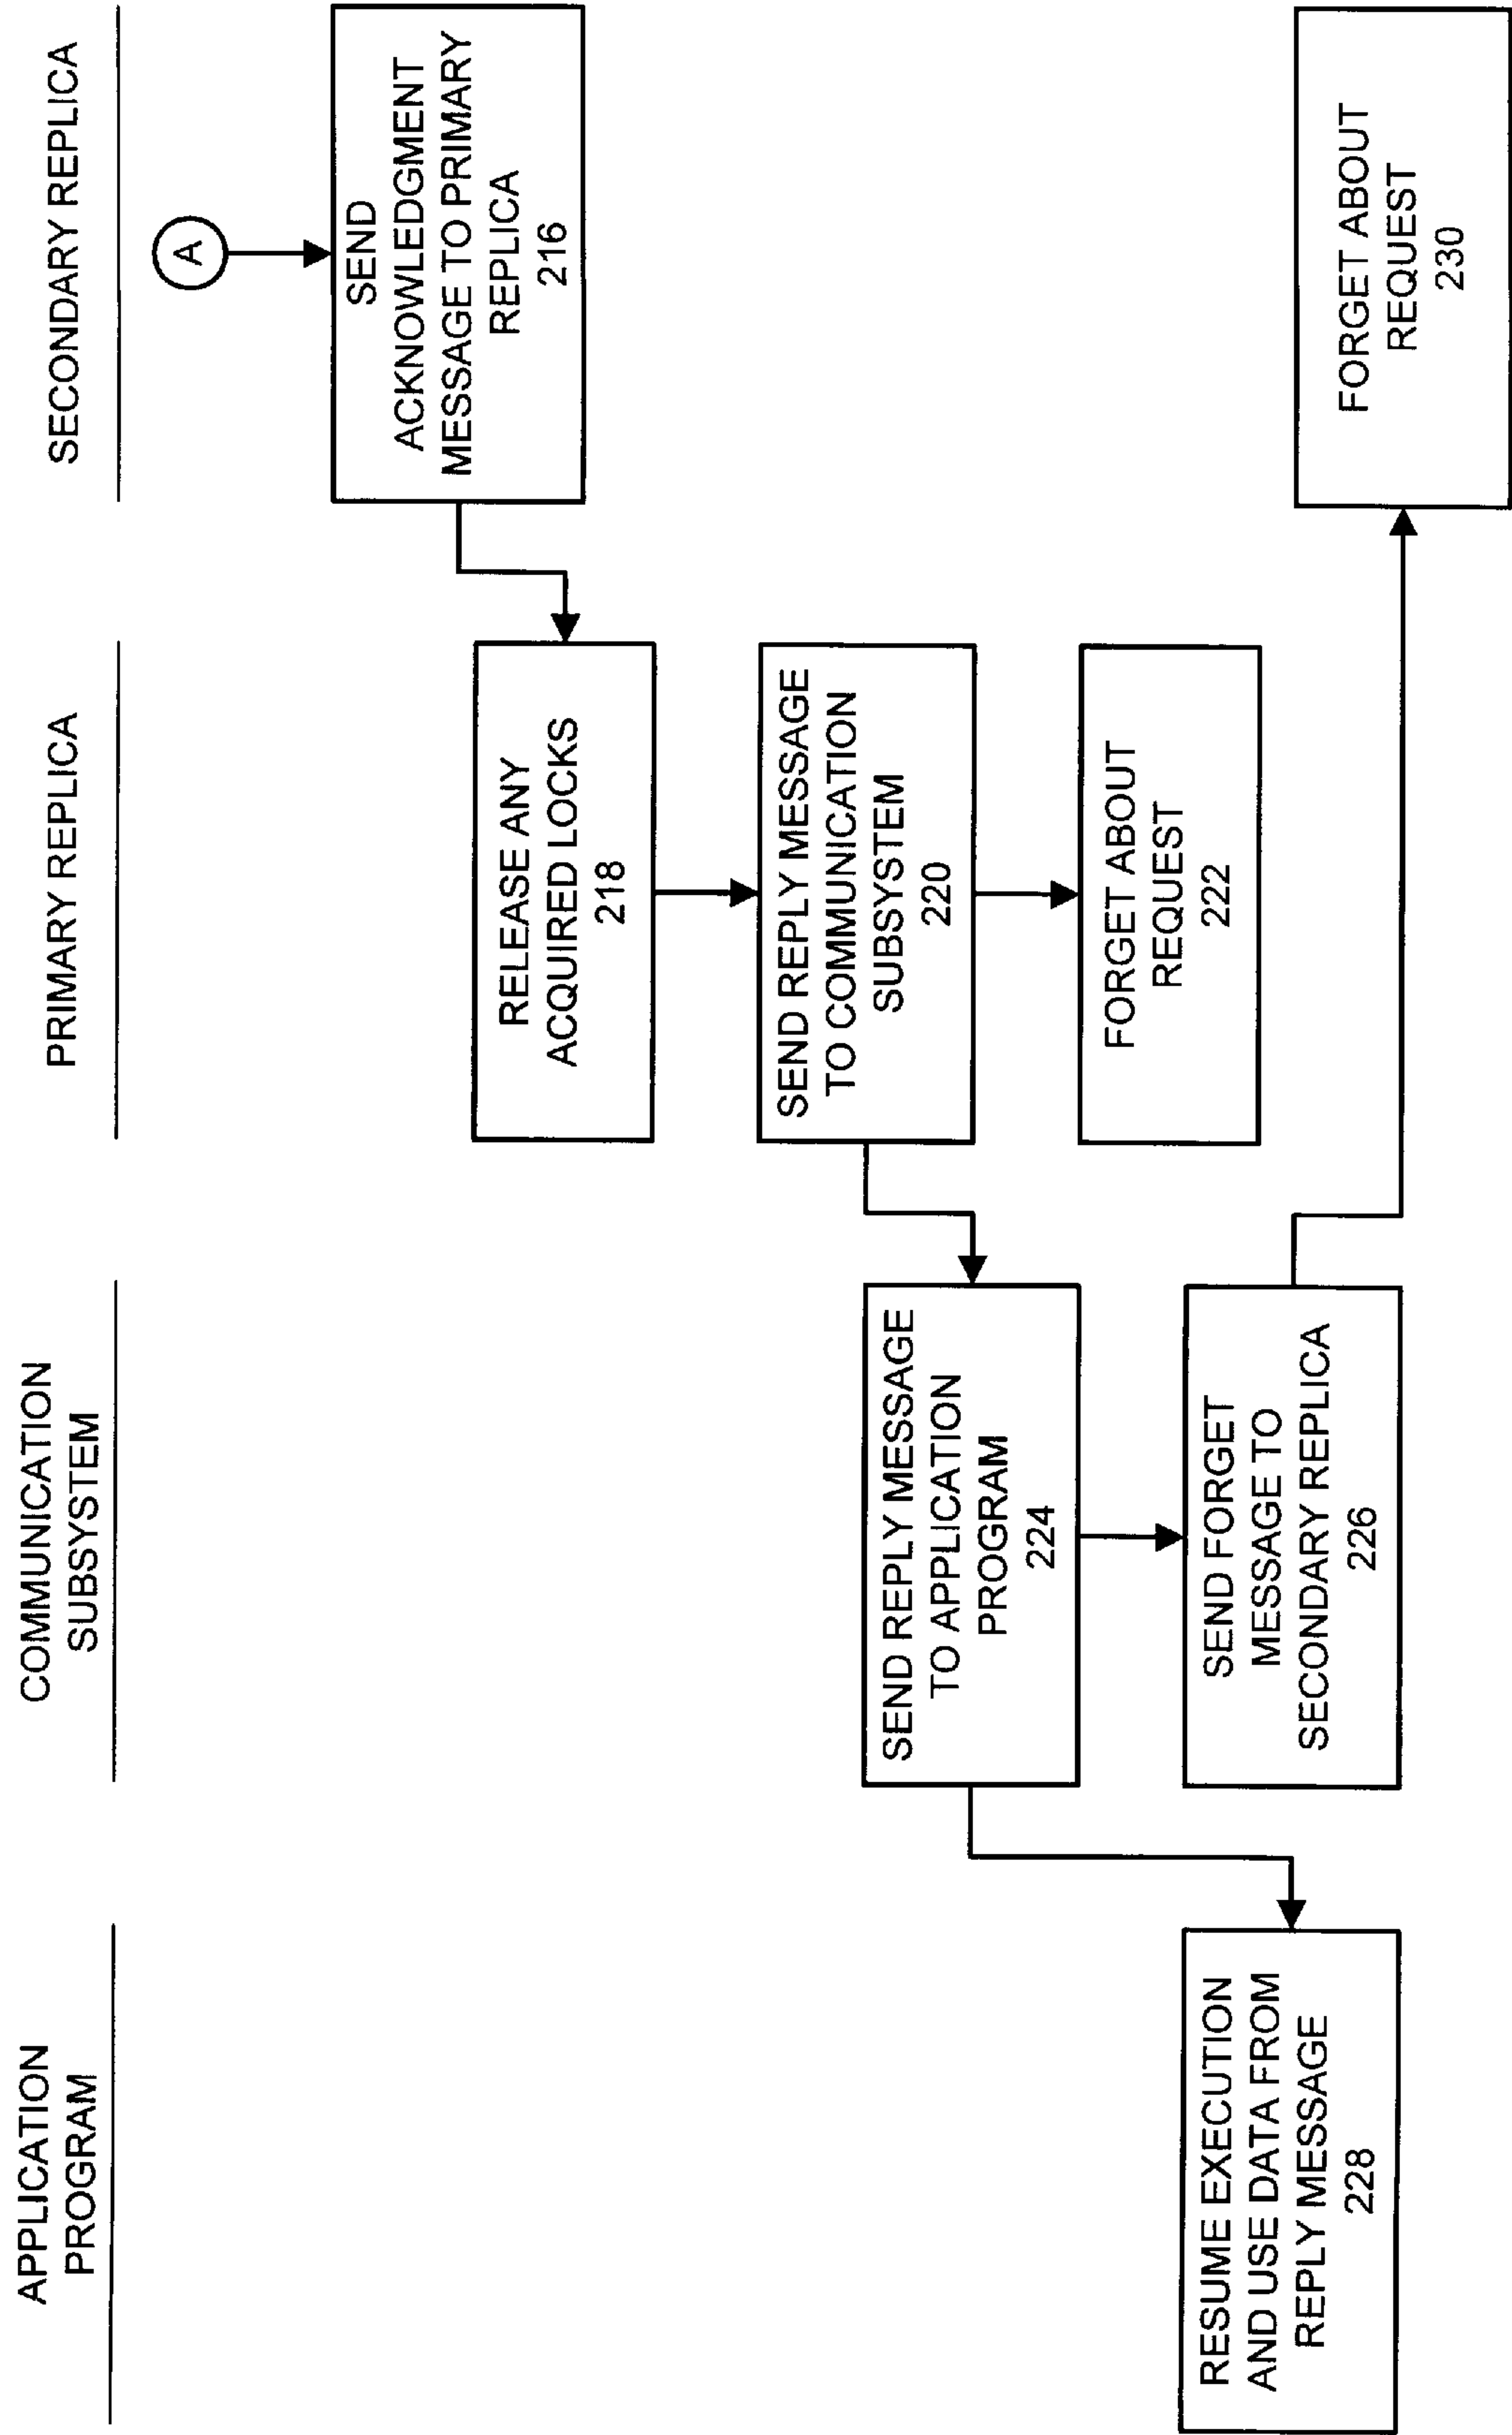 APPLICATION
PROGRAM
COMMUNICATION
SUBSYSTEM
PRIMARY REPLICA
SECONDARY REPLICA
A
SEND
ACKNOWLEDGMENT
MESSAGE TO PRIMARY
REPLICA
216
RELEASE ANY
ACQUIRED LOCKS
218
SEND REPLY MESSAGE
TO COMMUNICATION
SUBSYSTEM
220
FORGET ABOUT
REQUEST
222
SEND REPLY MESSAGE
TO APPLICATION
PROGRAM
224
SEND FORGET
MESSAGE TO
SECONDARY REPLICA
226
RESUME EXECUTION
AND USE DATA FROM
REPLY MESSAGE
228
FORGET ABOUT
REQUEST
230